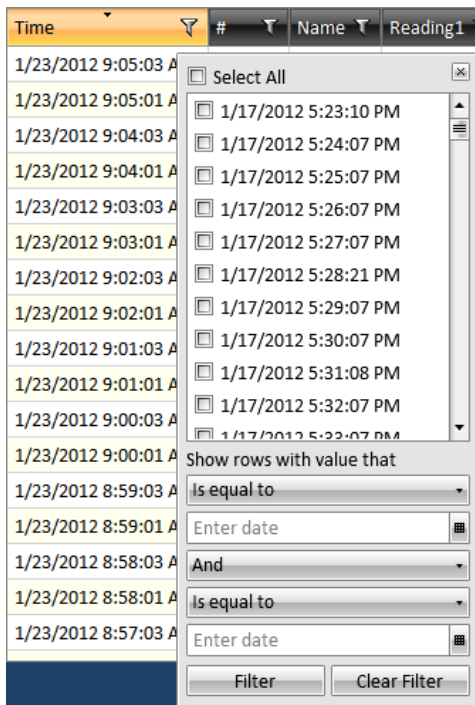 Time # Name Reading1
1/23/2012 9:05:03 A
1/23/2012 9:05:01 A
1/23/2012 9:04:03 A
1/23/2012 9:04:01 A
1/23/2012 9:03:03 A
1/23/2012 9:03:01 A
1/23/2012 9:02:03 A
1/23/2012 9:02:01 A
1/23/2012 9:01:03 A
1/23/2012 9:01:01 A
1/23/2012 9:00:03 A
1/23/2012 9:00:01 A
1/23/2012 8:59:03 A
1/23/2012 8:59:01 A
1/23/2012 8:58:03 A
1/23/2012 8:58:01 A
1/23/2012 8:57:03 A
Select All
1/17/2012 5:23:10 PM
1/17/2012 5:24:07 PM
1/17/2012 5:25:07 PM
1/17/2012 5:26:07 PM
1/17/2012 5:27:07 PM
1/17/2012 5:28:21 PM
1/17/2012 5:29:07 PM
1/17/2012 5:30:07 PM
1/17/2012 5:31:08 PM
1/17/2012 5:32:07 PM
1/17/2012 5:33:07 PM
Show rows with value that
Is equal to
Enter date
And
Is equal to
Enter date
Filter Clear Filter